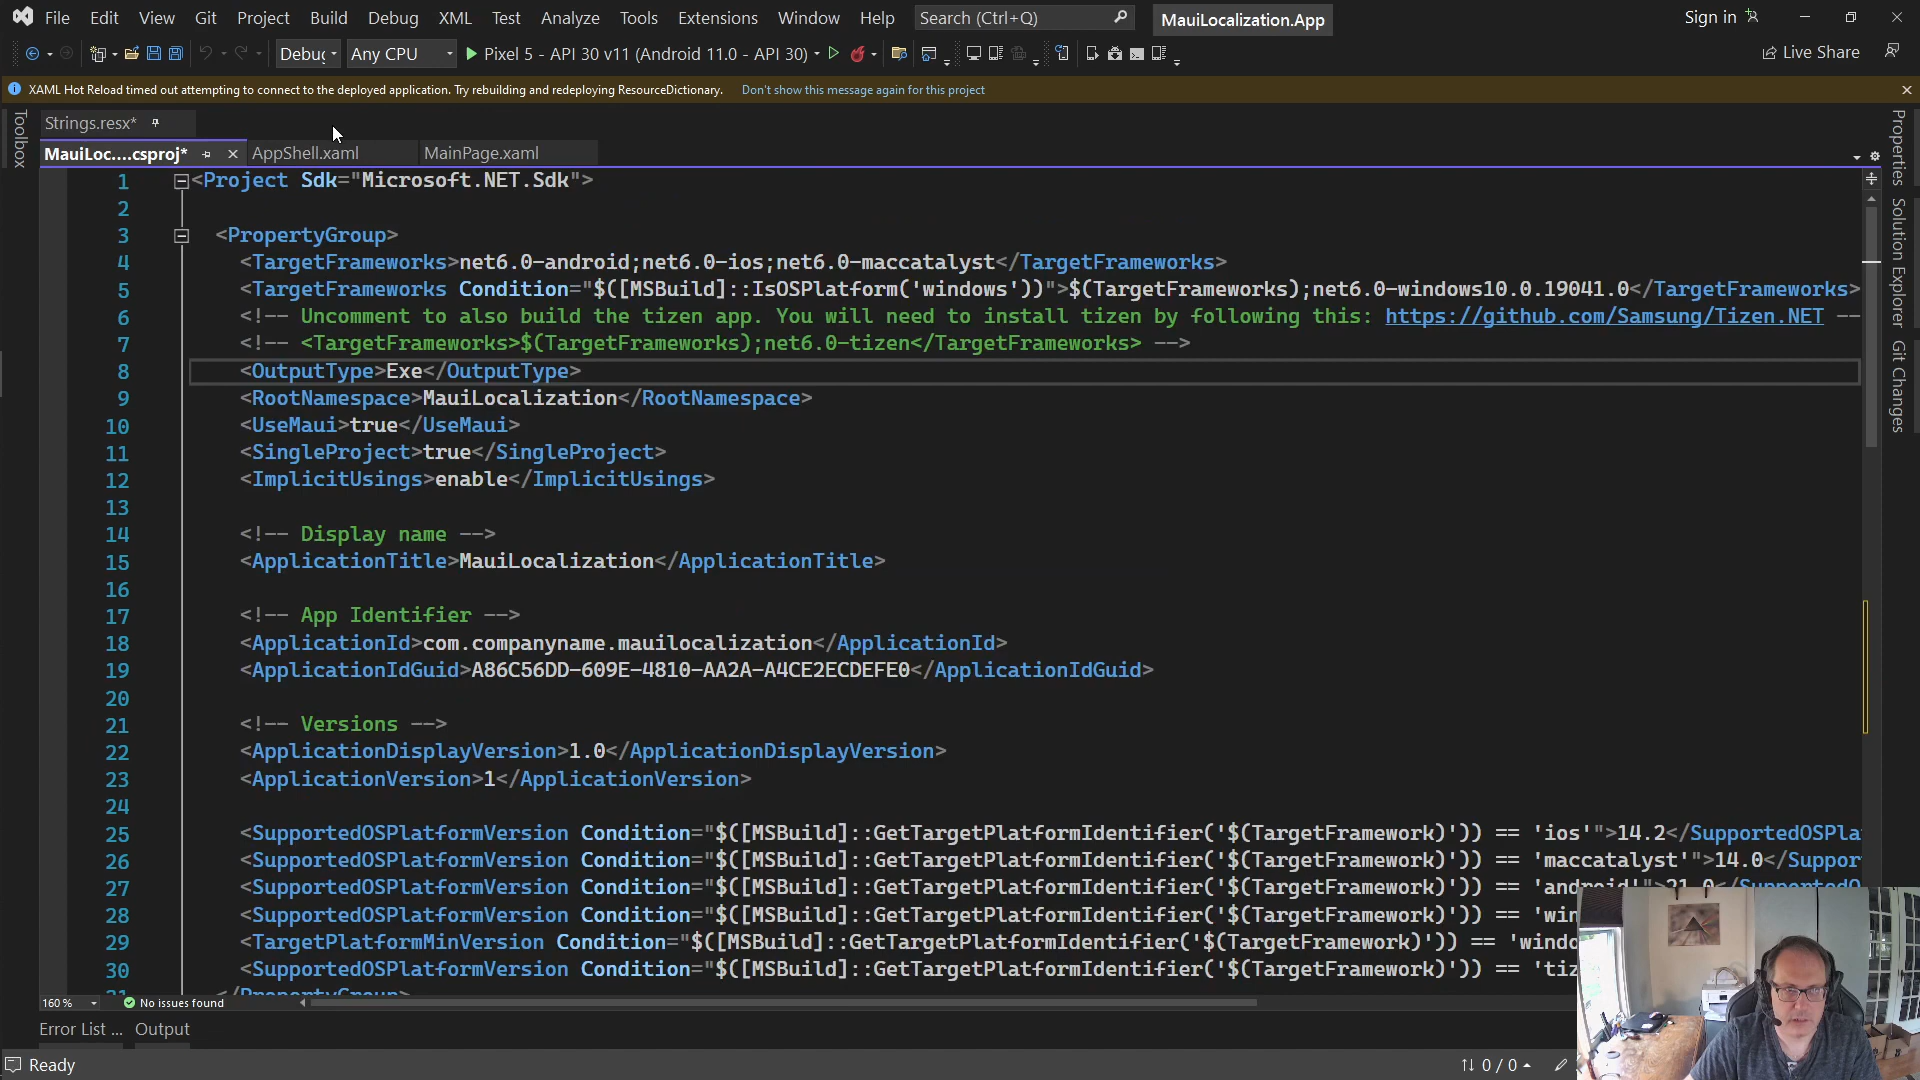 File Edit View Git Project Build Debug XML Test Analyze Tools Extensions Window Help Search (Ctrl+Q) MauiLocalization.App Sign in
Debug Any CPU Pixel 5 - API 30 v11 (Android 11.0 - API 30) Live Share
XAML Hot Reload timed out attempting to connect to the deployed application. Try rebuilding and redeploying ResourceDictionary. Don't show this message again for this project
Toolbox
Strings.resx*
MauiLoc....csproj* AppShell.xaml MainPage.xaml
1 <Project Sdk="Microsoft.NET.Sdk">
2
3 <PropertyGroup>
4 <TargetFrameworks>net6.0-android;net6.0-ios;net6.0-maccatalyst</TargetFrameworks>
5 <TargetFrameworks Condition="$([MSBuild]::IsOSPlatform('windows'))">$(TargetFrameworks);net6.0-windows10.0.19041.0</TargetFrameworks>
6 <!-- Uncomment to also build the tizen app. You will need to install tizen by following this: https://github.com/Samsung/Tizen.NET --
7 <!-- <TargetFrameworks>$(TargetFrameworks);net6.0-tizen</TargetFrameworks> -->
8 <OutputType>Exe</OutputType>
9 <RootNamespace>MauiLocalization</RootNamespace>
10 <UseMaui>true</UseMaui>
11 <SingleProject>true</SingleProject>
12 <ImplicitUsings>enable</ImplicitUsings>
13
14 <!-- Display name -->
15 <ApplicationTitle>MauiLocalization</ApplicationTitle>
16
17 <!-- App Identifier -->
18 <ApplicationId>com.companyname.mauilocalization</ApplicationId>
19 <ApplicationIdGuid>A86C56DD-609E-4810-AA2A-A4CE2ECDEFE0</ApplicationIdGuid>
20
21 <!-- Versions -->
22 <ApplicationDisplayVersion>1.0</ApplicationDisplayVersion>
23 <ApplicationVersion>1</ApplicationVersion>
24
25 <SupportedOSPlatformVersion Condition="$([MSBuild]::GetTargetPlatformIdentifier('$(TargetFramework)')) == 'ios'">14.2</SupportedOSPla
26 <SupportedOSPlatformVersion Condition="$([MSBuild]::GetTargetPlatformIdentifier('$(TargetFramework)')) == 'maccatalyst'">14.0</Suppor
27 <SupportedOSPlatformVersion Condition="$([MSBuild]::GetTargetPlatformIdentifier('$(TargetFramework)')) == 'android'">21.0</SupportedO
28 <SupportedOSPlatformVersion Condition="$([MSBuild]::GetTargetPlatformIdentifier('$(TargetFramework)')) == 'win
29 <TargetPlatformMinVersion Condition="$([MSBuild]::GetTargetPlatformIdentifier('$(TargetFramework)')) == 'windo
30 <SupportedOSPlatformVersion Condition="$([MSBuild]::GetTargetPlatformIdentifier('$(TargetFramework)')) == 'tiz
</PropertyGroup>
Properties
Solution Explorer
Git Changes
160 % No issues found
Error List ... Output
Ready 0 / 0